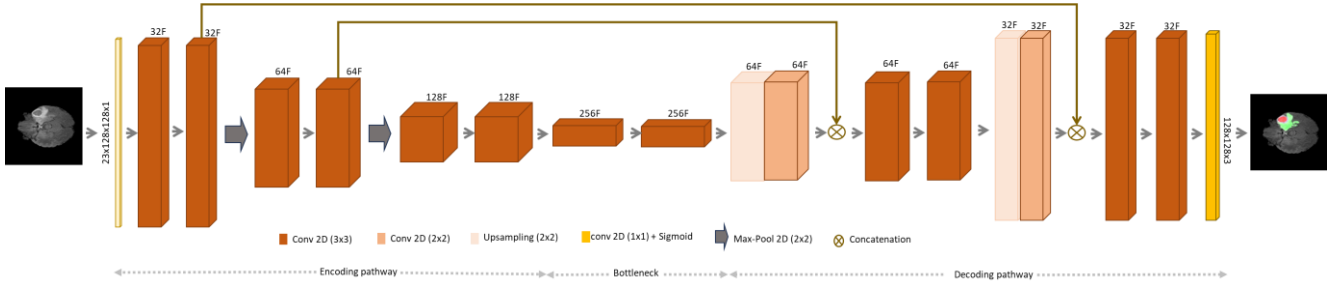 32F
32F
64F
64F
128F
128F
256F
256F
64F
64F
64F
64F
32F 32F
32F
32F
23x128x128x1
128x128x3
Conv 2D (3x3)
Conv 2D (2x2)
Upsampling (2x2)
conv 2D (1x1) + Sigmoid
Max-Pool 2D (2x2)
Concatenation
Encoding pathway
Bottleneck
Decoding pathway